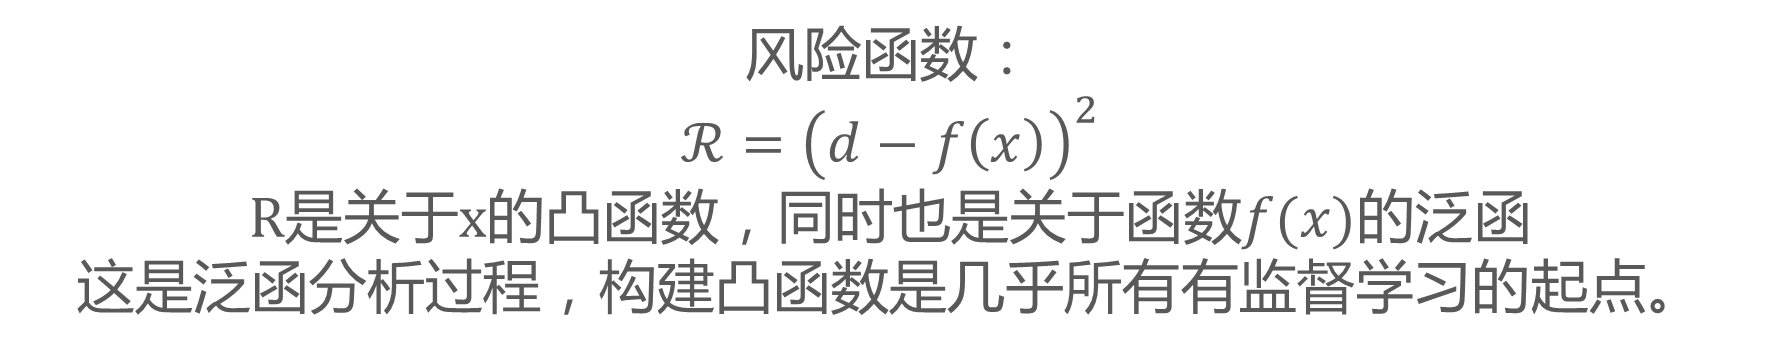 风险函数：
ℛ = (d − f(x))²
R是关于x的凸函数，同时也是关于函数f(x)的泛函
这是泛函分析过程，构建凸函数是几乎所有有监督学习的起点。